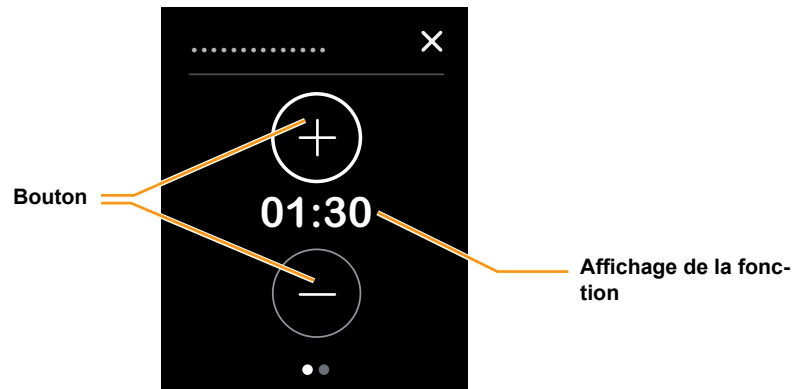 ..............
Bouton
01:30
Affichage de la fonc-
tion